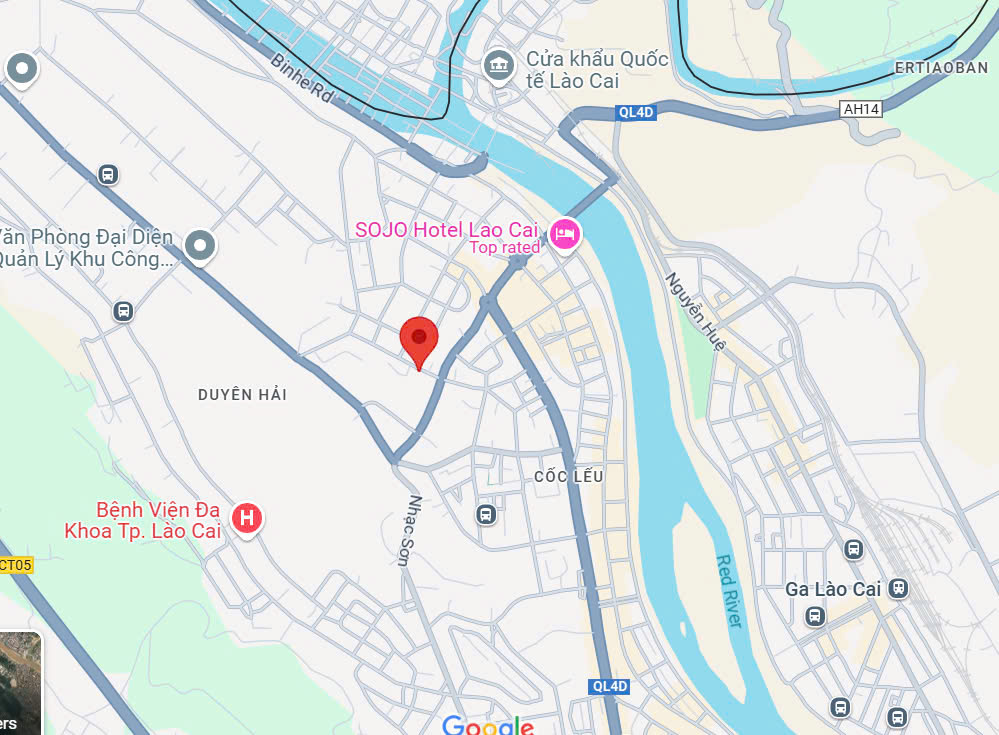 Binhe Rd
Cửa khẩu Quốc
tế Lào Cai
ERTIAOBAN
QL4D
AH14
SOJO Hotel Lao Cai
Top rated
Văn Phòng Đại Diện
Quản Lý Khu Công...
Nguyễn Huệ
DUYÊN HẢI
CỐC LẾU
Bệnh Viện Đa
Khoa Tp. Lào Cai
H
Nhạc Sơn
CT05
Red River
Ga Lào Cai
QL4D
ers
Google